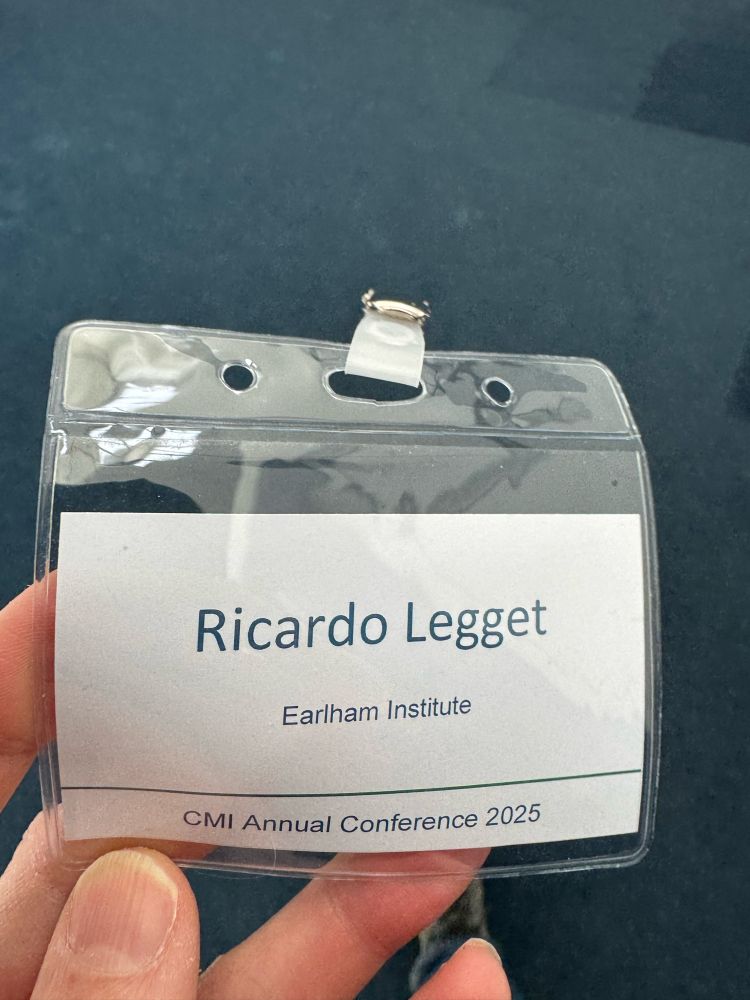 Ricardo Legget
Earlham Institute
CMI Annual Conference 2025